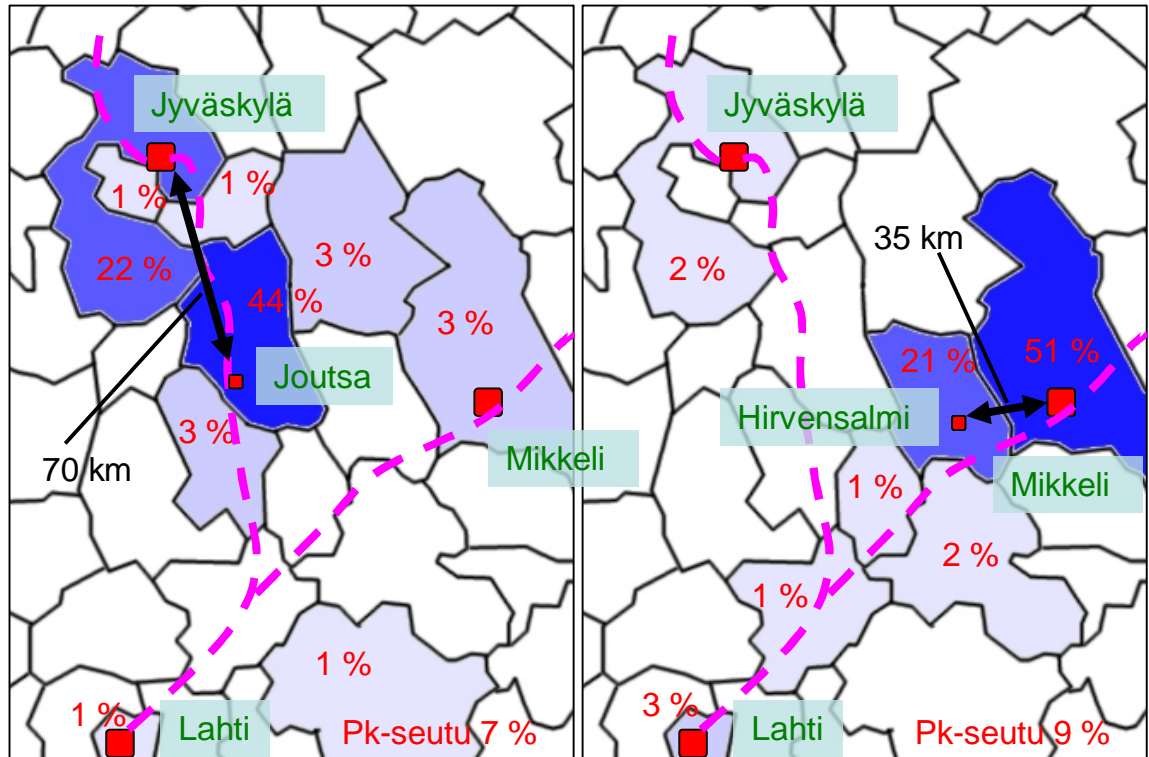 Jyväskylä
1 %
1 %
3 %
22 %
44 %
3 %
Joutsa
3 %
70 km
Mikkeli
1 %
1 %
Lahti
Pk-seutu 7 %
Jyväskylä
35 km
2 %
21 %
51 %
Hirvensalmi
Mikkeli
1 %
2 %
1 %
3 %
Lahti
Pk-seutu 9 %